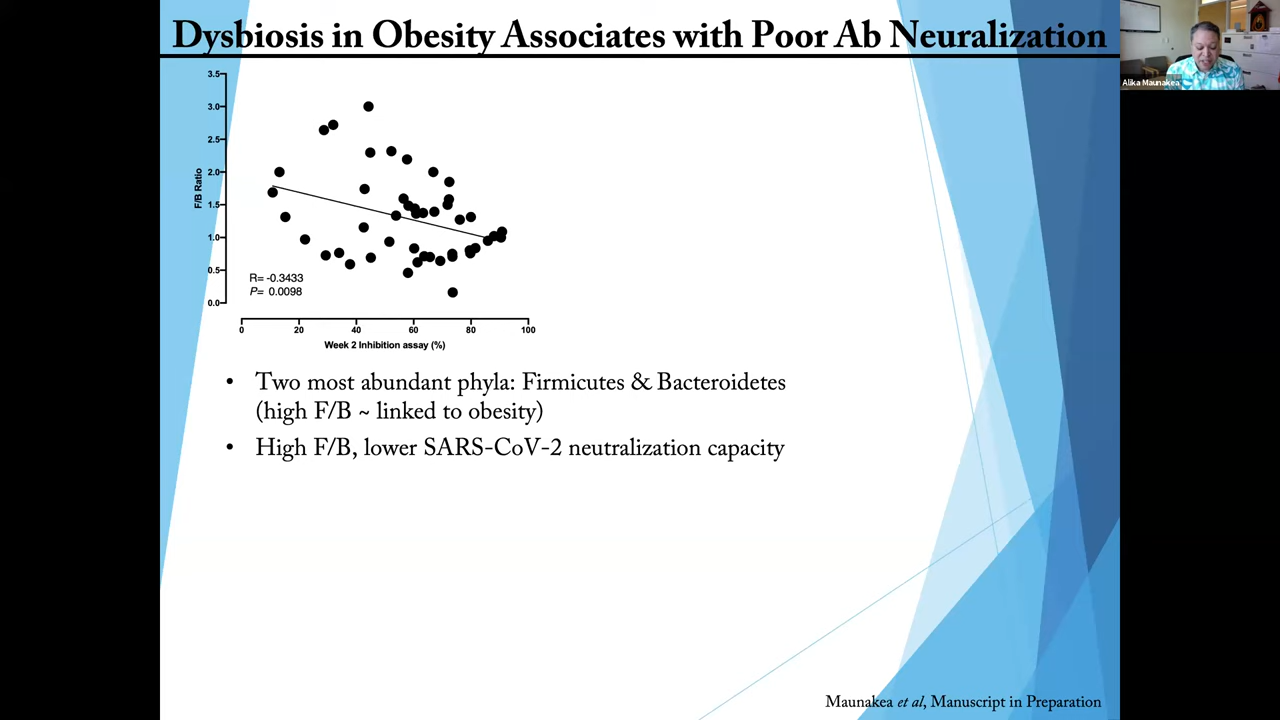 Dysbiosis in Obesity Associates with Poor Ab Neuralization
Alika Maunakea
3.5
3.0
2.5
2.0
1.5
1.0
0.5
0.0
F/B Ratio
R= -0.3433
P= 0.0098
0 20 40 60 80 100
Week 2 Inhibition assay (%)
• Two most abundant phyla: Firmicutes & Bacteroidetes
(high F/B ~ linked to obesity)
• High F/B, lower SARS-CoV-2 neutralization capacity
Maunakea et al, Manuscript in Preparation